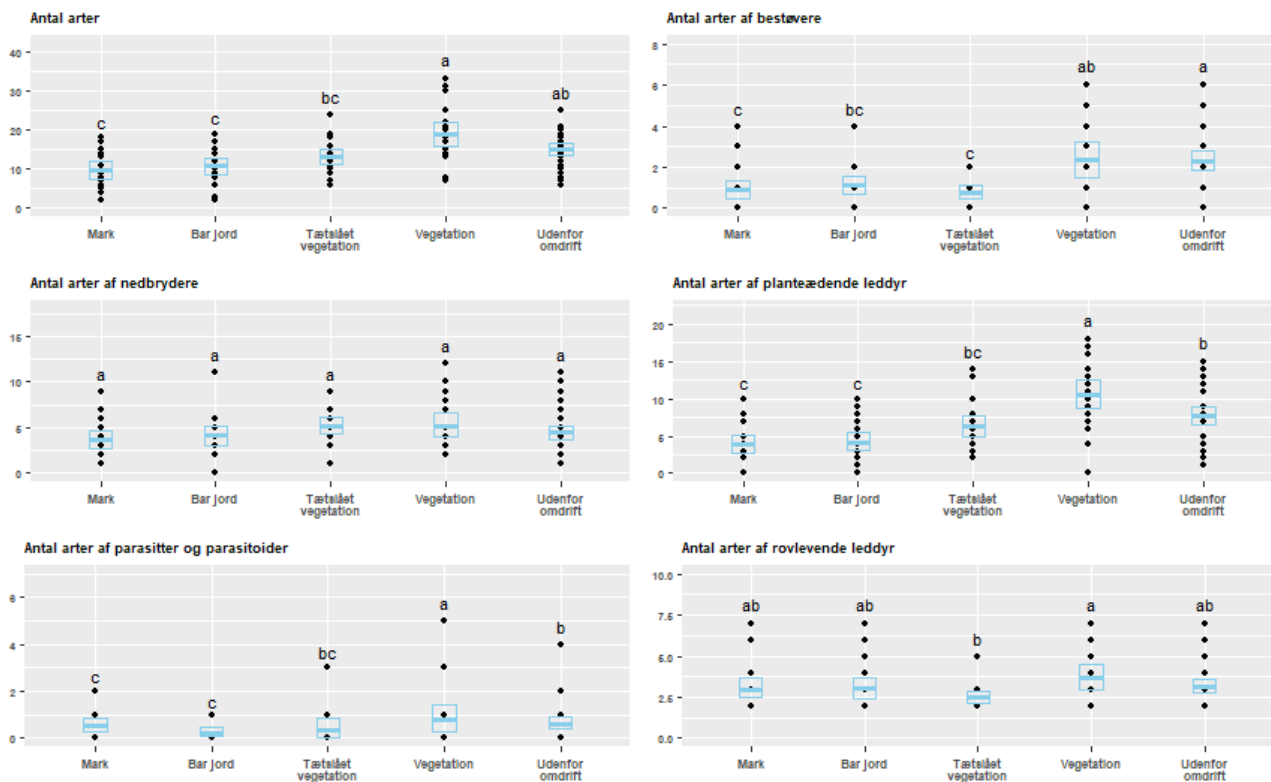 Antal arter
40
30
20
10
0
c
c
bc
a
ab
Mark
Bar jord
Tætslået
vegetation
Vegetation
Udenfor
omdrift
Antal arter af bestøvere
8
6
4
2
0
c
bc
c
ab
a
Mark
Bar jord
Tætslået
vegetation
Vegetation
Udenfor
omdrift
Antal arter af nedbrydere
15
10
5
0
a
a
a
a
a
Mark
Bar jord
Tætslået
vegetation
Vegetation
Udenfor
omdrift
Antal arter af planteædende leddyr
20
15
10
5
0
c
c
bc
a
b
Mark
Bar jord
Tætslået
vegetation
Vegetation
Udenfor
omdrift
Antal arter af parasitter og parasitoider
6
4
2
0
c
c
bc
a
b
Mark
Bar jord
Tætslået
vegetation
Vegetation
Udenfor
omdrift
Antal arter af rovlevende leddyr
10.0
7.5
5.0
2.5
0.0
ab
ab
b
a
ab
Mark
Bar jord
Tætslået
vegetation
Vegetation
Udenfor
omdrift